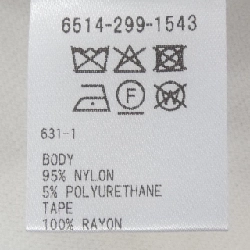 6514-299-1543
F W
631-1
BODY
95% NYLON
5% POLYURETHANE
TAPE
100% RAYON